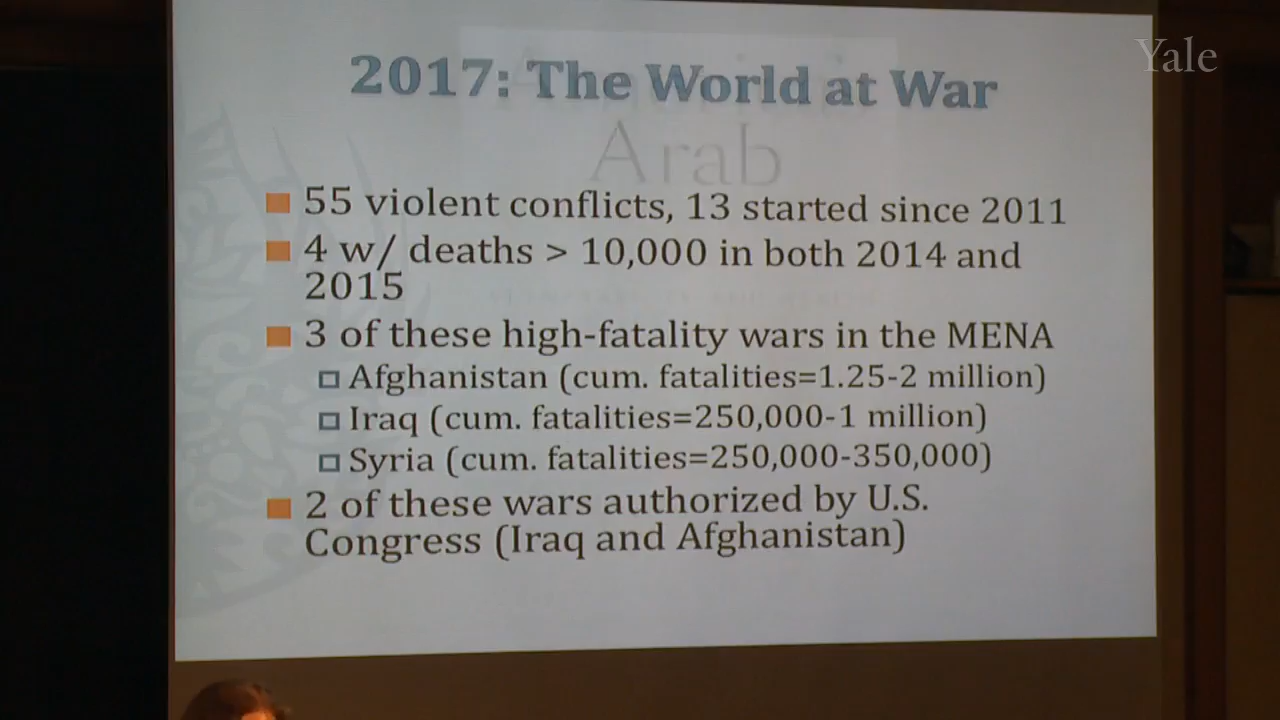 Yale
2017: The World at War
Arab
55 violent conflicts, 13 started since 2011
4 w/ deaths > 10,000 in both 2014 and
2015
3 of these high-fatality wars in the MENA
Afghanistan (cum. fatalities=1.25-2 million)
Iraq (cum. fatalities=250,000-1 million)
Syria (cum. fatalities=250,000-350,000)
2 of these wars authorized by U.S.
Congress (Iraq and Afghanistan)